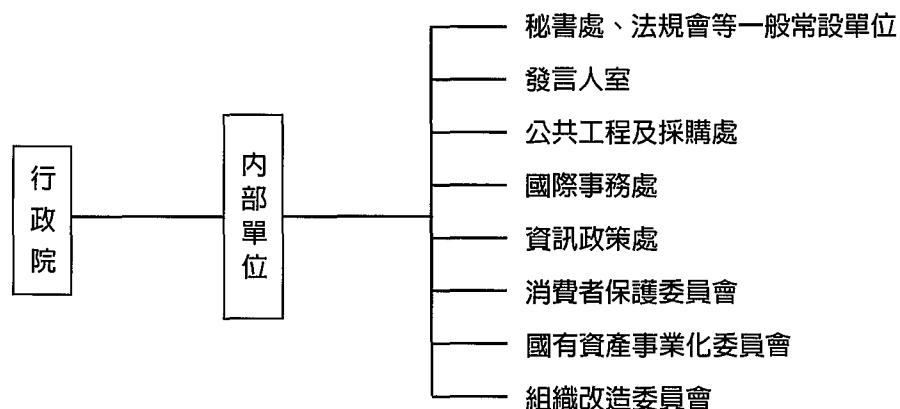 行政院
內部單位
秘書處、法規會等一般常設單位
發言人室
公共工程及採購處
國際事務處
資訊政策處
消費者保護委員會
國有資產事業化委員會
組織改造委員會